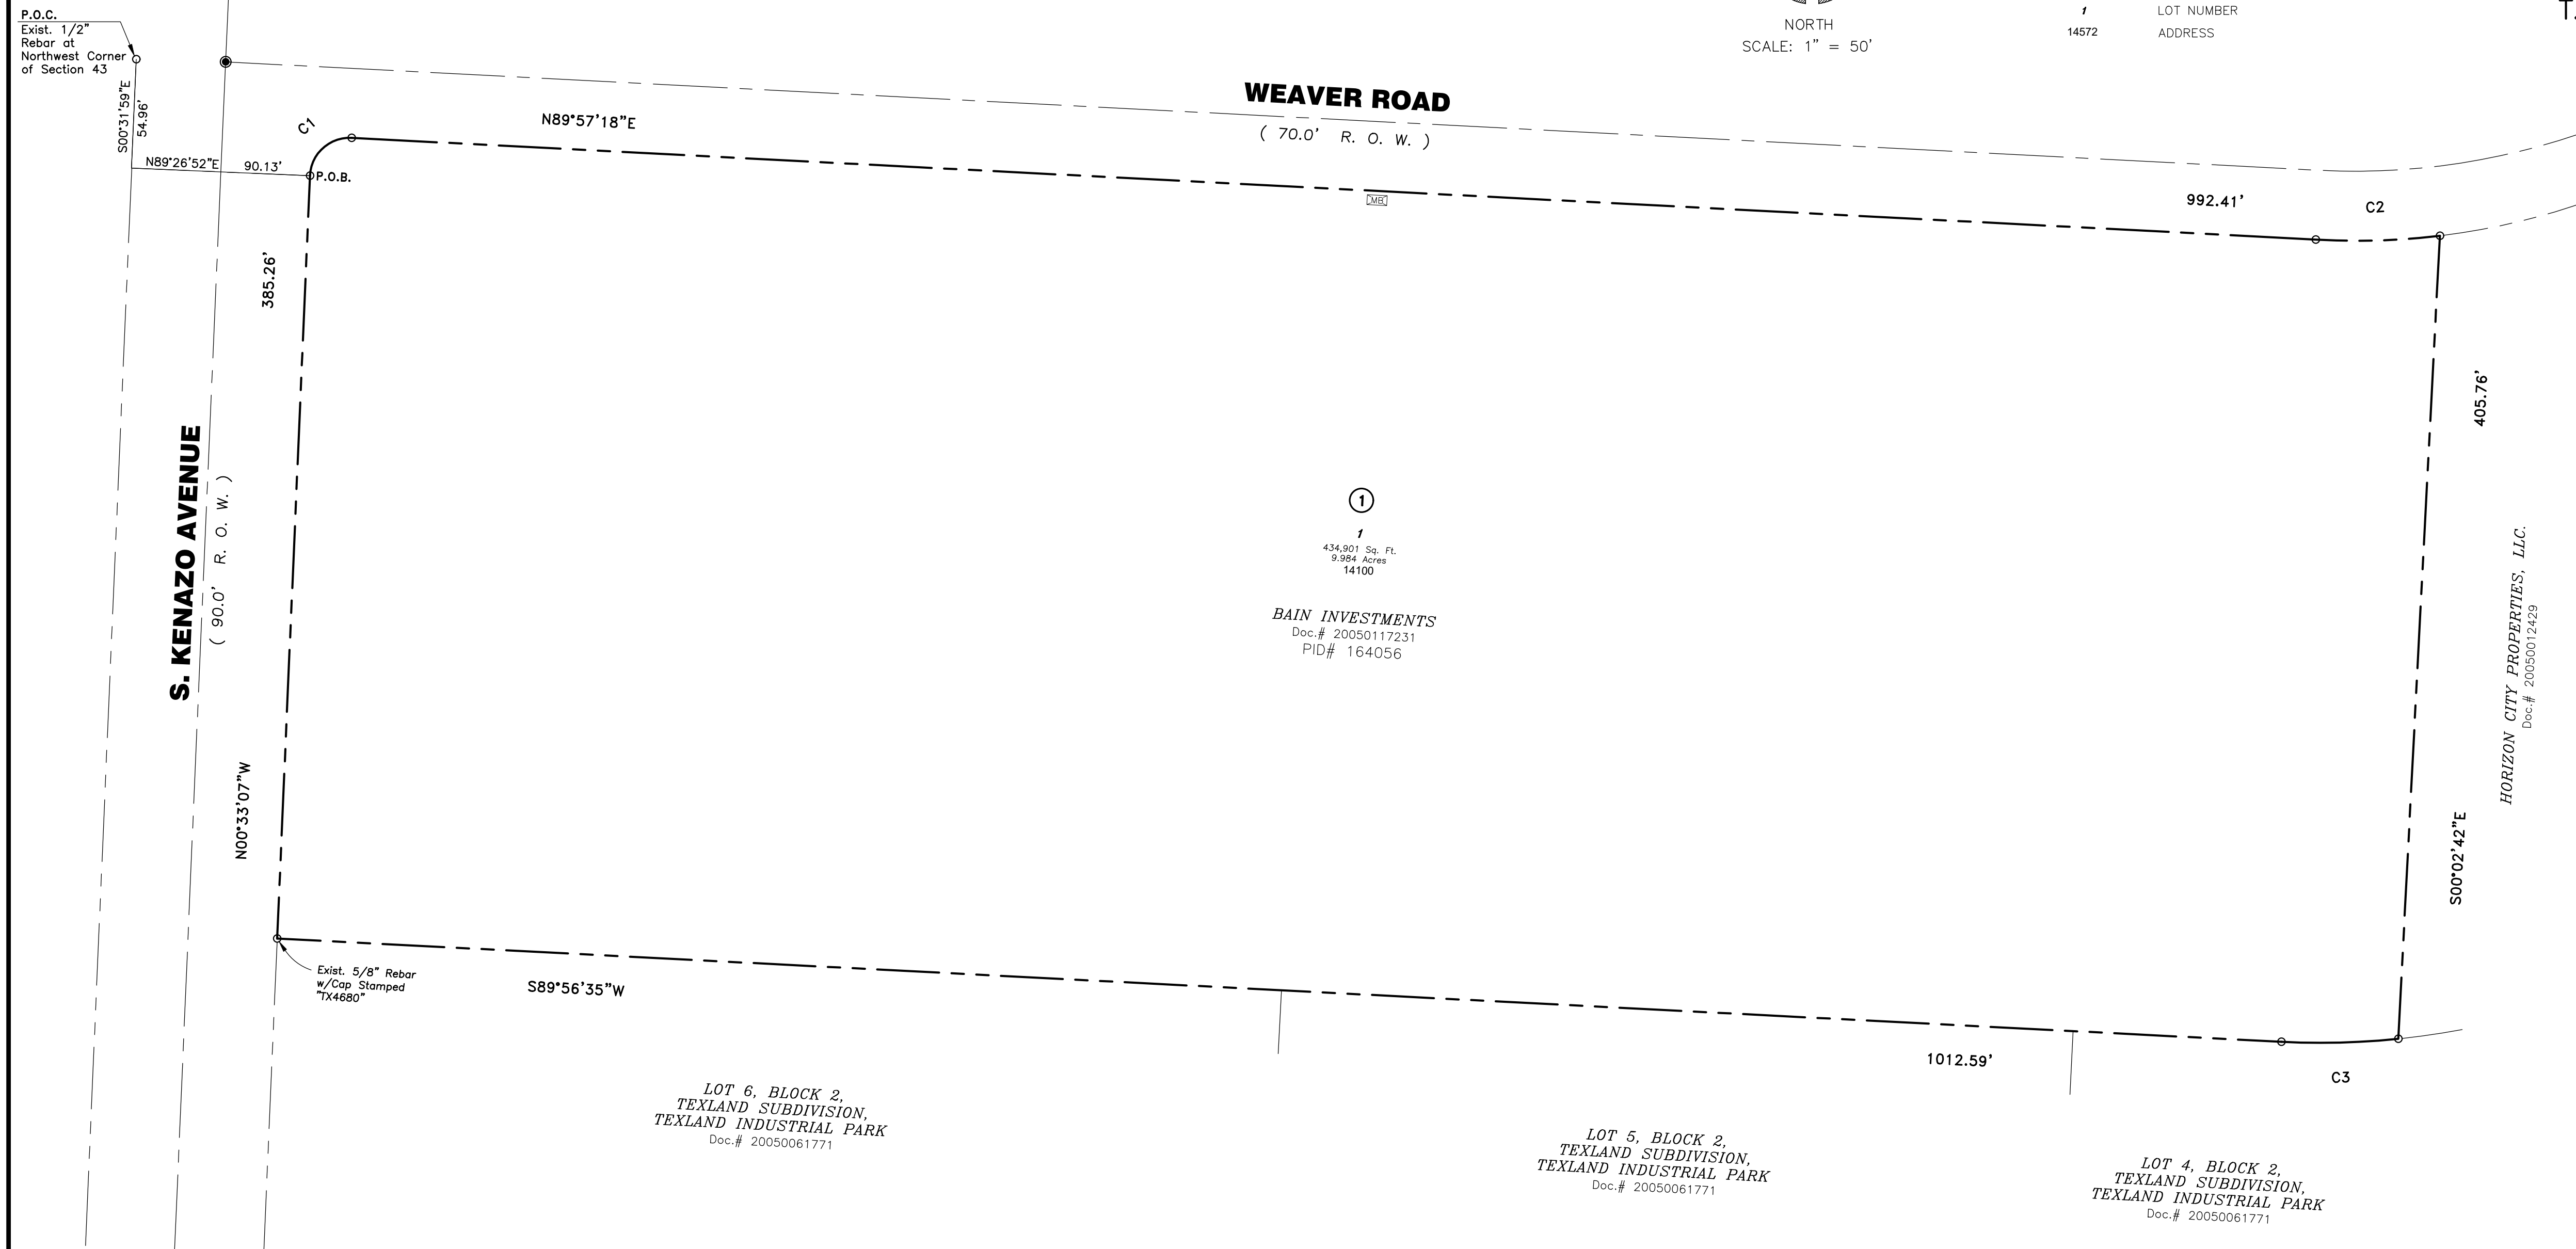 P.O.C.
Exist. 1/2"
Rebar at
Northwest Corner
of Section 43
S00°31'59"E
54.96'
N89°26'52"E
90.13'
P.O.B.
C1
N89°57'18"E
WEAVER ROAD
( 70.0' R. O. W. )
NORTH
SCALE: 1" = 50'
1 LOT NUMBER
14572 ADDRESS
MB
992.41'
C2
385.26'
S. KENAZO AVENUE
( 90.0' R. O. W. )
N00°33'07"W
1
1
434,901 Sq. Ft.
9.984 Acres
14100
BAIN INVESTMENTS
Doc.# 20050117231
PID# 164056
405.76'
HORIZON CITY PROPERTIES, LLC.
Doc.# 20050012429
S00°02'42"E
Exist. 5/8" Rebar
w/Cap Stamped
"TX4680"
S89°56'35"W
1012.59'
C3
LOT 6, BLOCK 2,
TEXLAND SUBDIVISION,
TEXLAND INDUSTRIAL PARK
Doc.# 20050061771
LOT 5, BLOCK 2,
TEXLAND SUBDIVISION,
TEXLAND INDUSTRIAL PARK
Doc.# 20050061771
LOT 4, BLOCK 2,
TEXLAND SUBDIVISION,
TEXLAND INDUSTRIAL PARK
Doc.# 20050061771